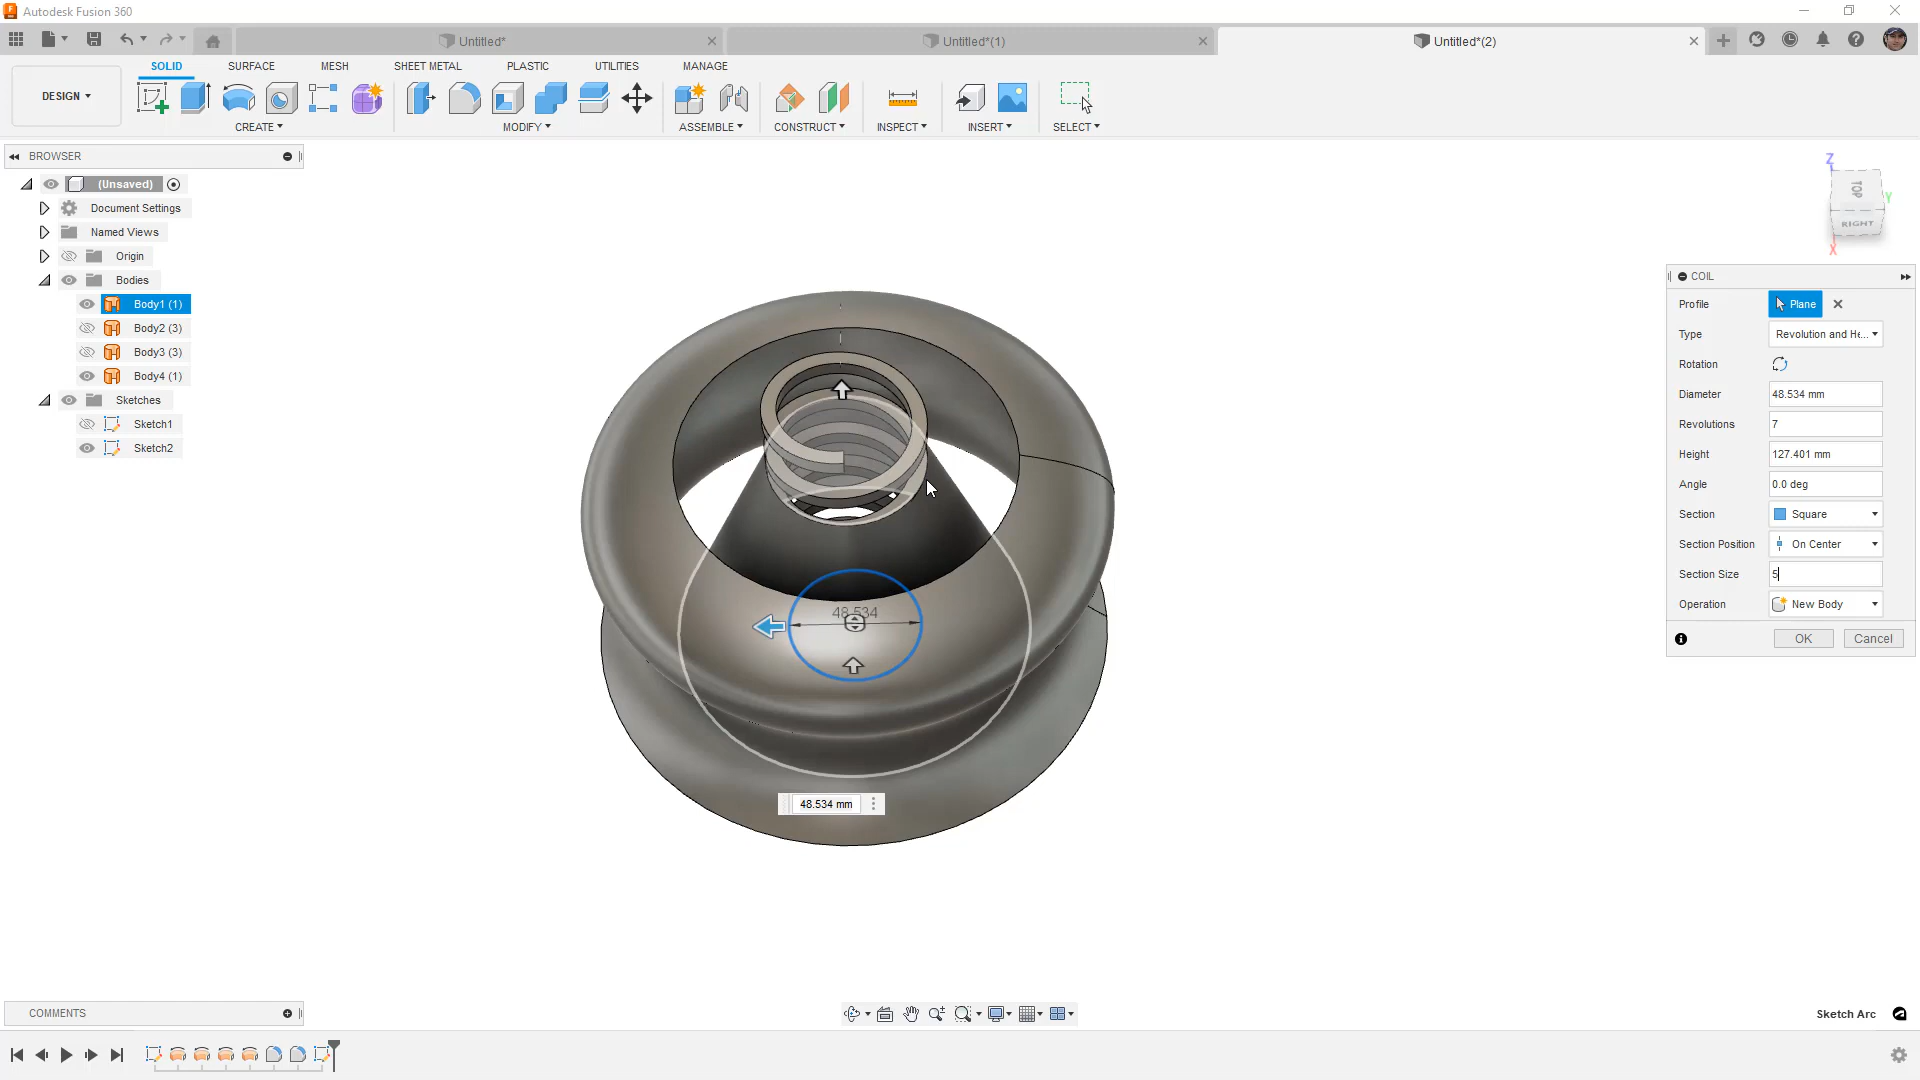 Autodesk Fusion 360
Untitled*
Untitled*(1)
Untitled*(2)
DESIGN
SOLID
SURFACE
MESH
SHEET METAL
PLASTIC
UTILITIES
MANAGE
CREATE
MODIFY
ASSEMBLE
CONSTRUCT
INSPECT
INSERT
SELECT
BROWSER
(Unsaved)
Document Settings
Named Views
Origin
Bodies
Body1 (1)
Body2 (3)
Body3 (3)
Body4 (1)
Sketches
Sketch1
Sketch2
Z
TOP
Y
RIGHT
X
COIL
Profile Plane
Type Revolution and He...
Rotation
Diameter 48.534 mm
Revolutions 7
Height 127.401 mm
Angle 0.0 deg
Section Square
Section Position On Center
Section Size 5
Operation New Body
OK Cancel
48.534
48.534 mm
COMMENTS
Sketch Arc